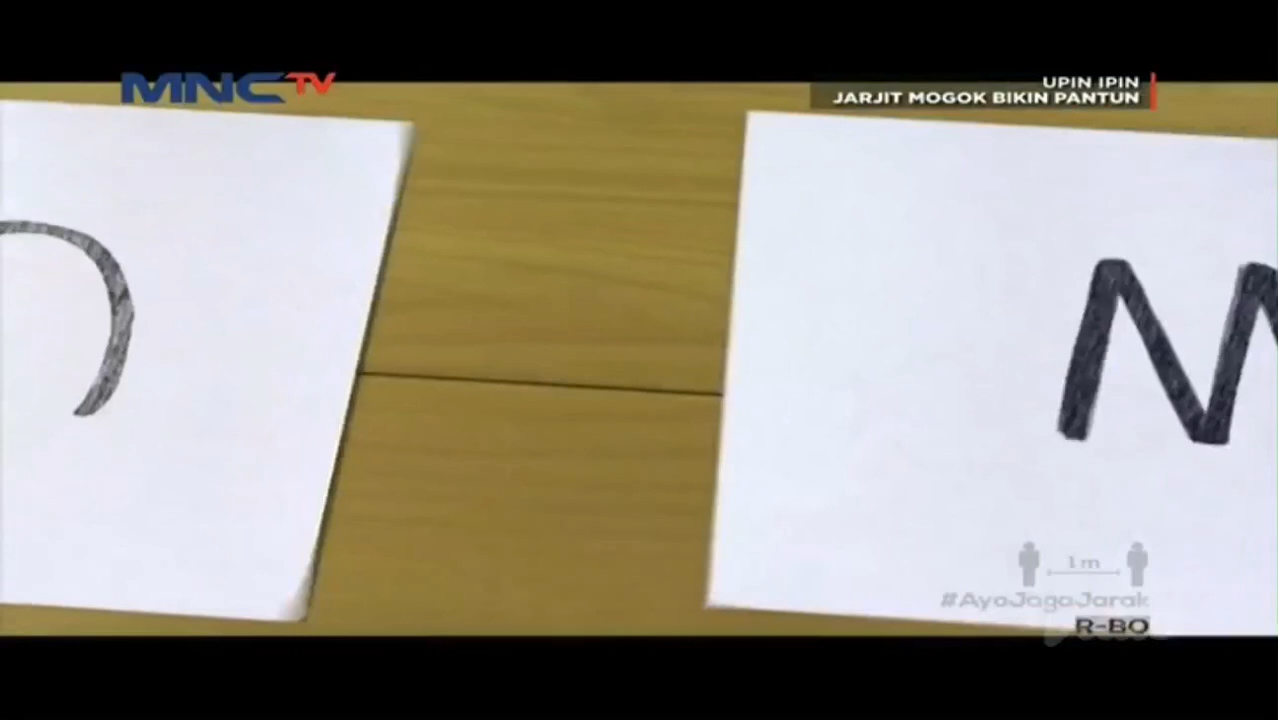 MNCTV
UPIN IPIN
JARJIT MOGOK BIKIN PANTUN
1 m
#AyoJagaJarak
R-BO